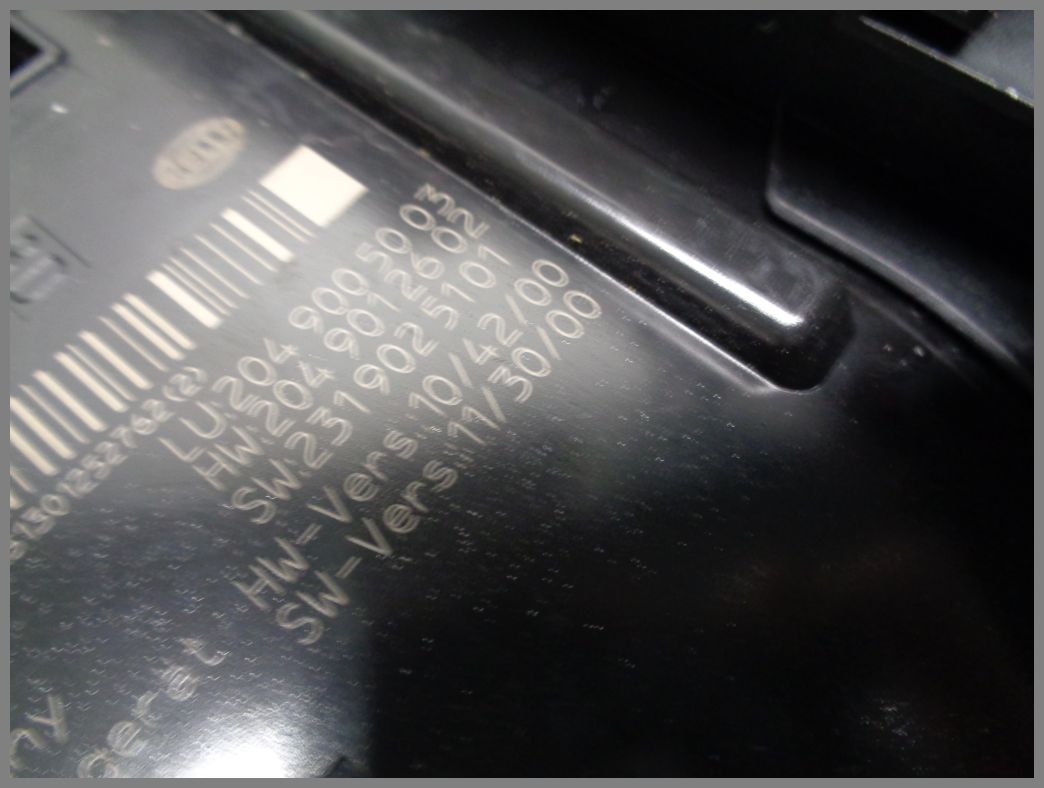 HELLA
LU:204 900 50 03
HW:204 901 26 02
SW:231 902 51 01
HW-Vers.10/42/00
SW-Vers.11/30/00